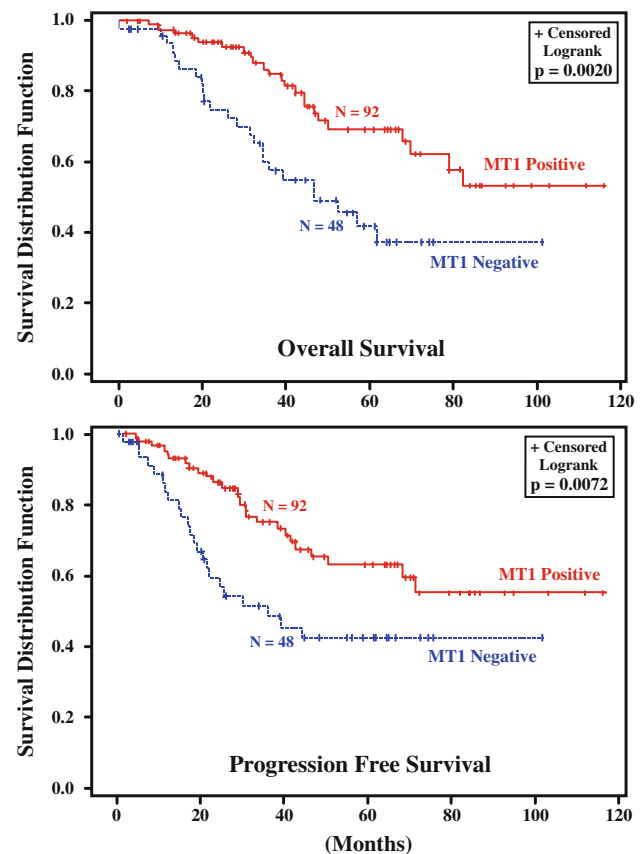 Survival Distribution Function
1.0
0.8
0.6
0.4
0.2
0.0
+ Censored
Logrank
p = 0.0020
N = 92
MT1 Positive
N = 48
MT1 Negative
Overall Survival
0 20 40 60 80 100 120
Survival Distribution Function
1.0
0.8
0.6
0.4
0.2
0.0
+ Censored
Logrank
p = 0.0072
N = 92
MT1 Positive
N = 48
MT1 Negative
Progression Free Survival
0 20 40 60 80 100 120
(Months)